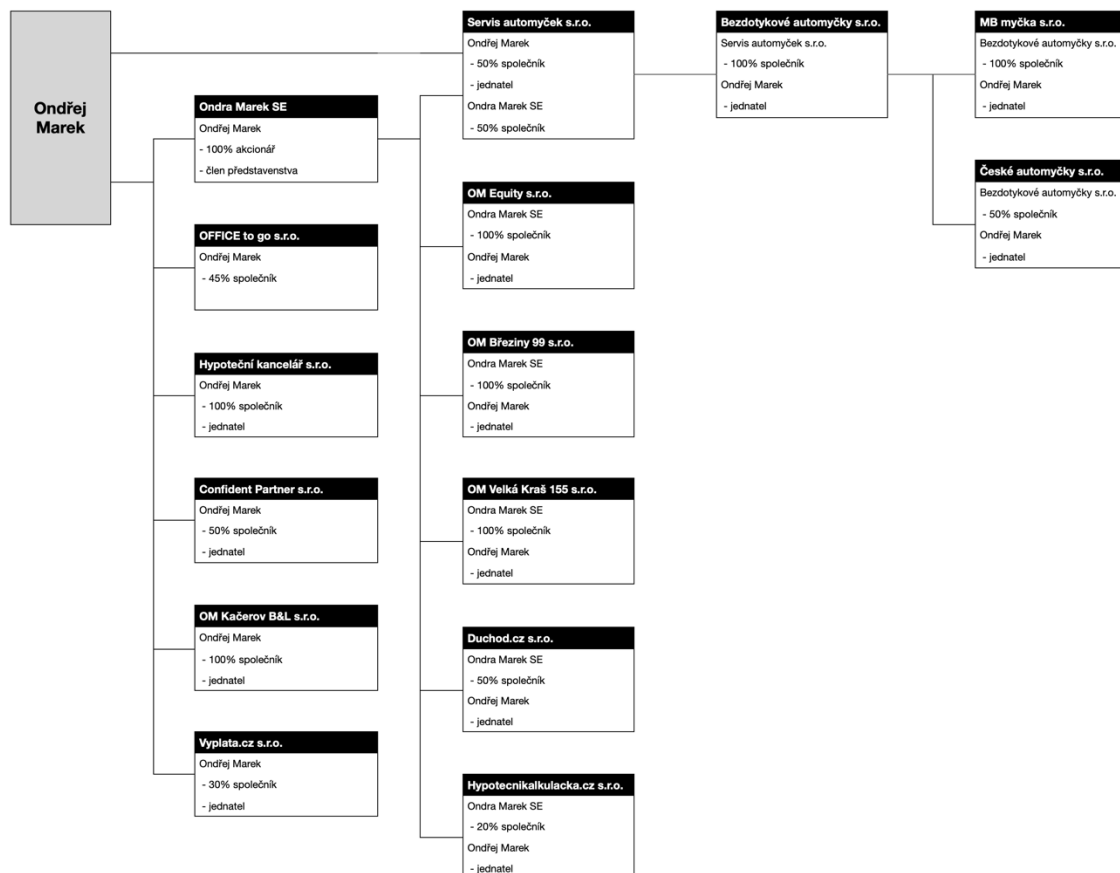 Ondřej
Marek
Ondra Marek SE
Ondřej Marek
- 100% akcionář
- člen představenstva
OFFICE to go s.r.o.
Ondřej Marek
- 45% společník
Hypoteční kancelář s.r.o.
Ondřej Marek
- 100% společník
- jednatel
Confident Partner s.r.o.
Ondřej Marek
- 50% společník
- jednatel
OM Kačerov B&L s.r.o.
Ondřej Marek
- 100% společník
- jednatel
Vyplata.cz s.r.o.
Ondřej Marek
- 30% společník
- jednatel
Servis automyček s.r.o.
Ondřej Marek
- 50% společník
- jednatel
Ondra Marek SE
- 50% společník
OM Equity s.r.o.
Ondra Marek SE
- 100% společník
Ondřej Marek
- jednatel
OM Březiny 99 s.r.o.
Ondra Marek SE
- 100% společník
Ondřej Marek
- jednatel
OM Velká Kraš 155 s.r.o.
Ondra Marek SE
- 100% společník
Ondřej Marek
- jednatel
Duchod.cz s.r.o.
Ondra Marek SE
- 50% společník
Ondřej Marek
- jednatel
Hypotecnikalkulacka.cz s.r.o.
Ondra Marek SE
- 20% společník
Ondřej Marek
- jednatel
Bezdotykové automyčky s.r.o.
Servis automyček s.r.o.
- 100% společník
Ondřej Marek
- jednatel
MB myčka s.r.o.
Bezdotykové automyčky s.r.o.
- 100% společník
Ondřej Marek
- jednatel
České automyčky s.r.o.
Bezdotykové automyčky s.r.o.
- 50% společník
Ondřej Marek
- jednatel